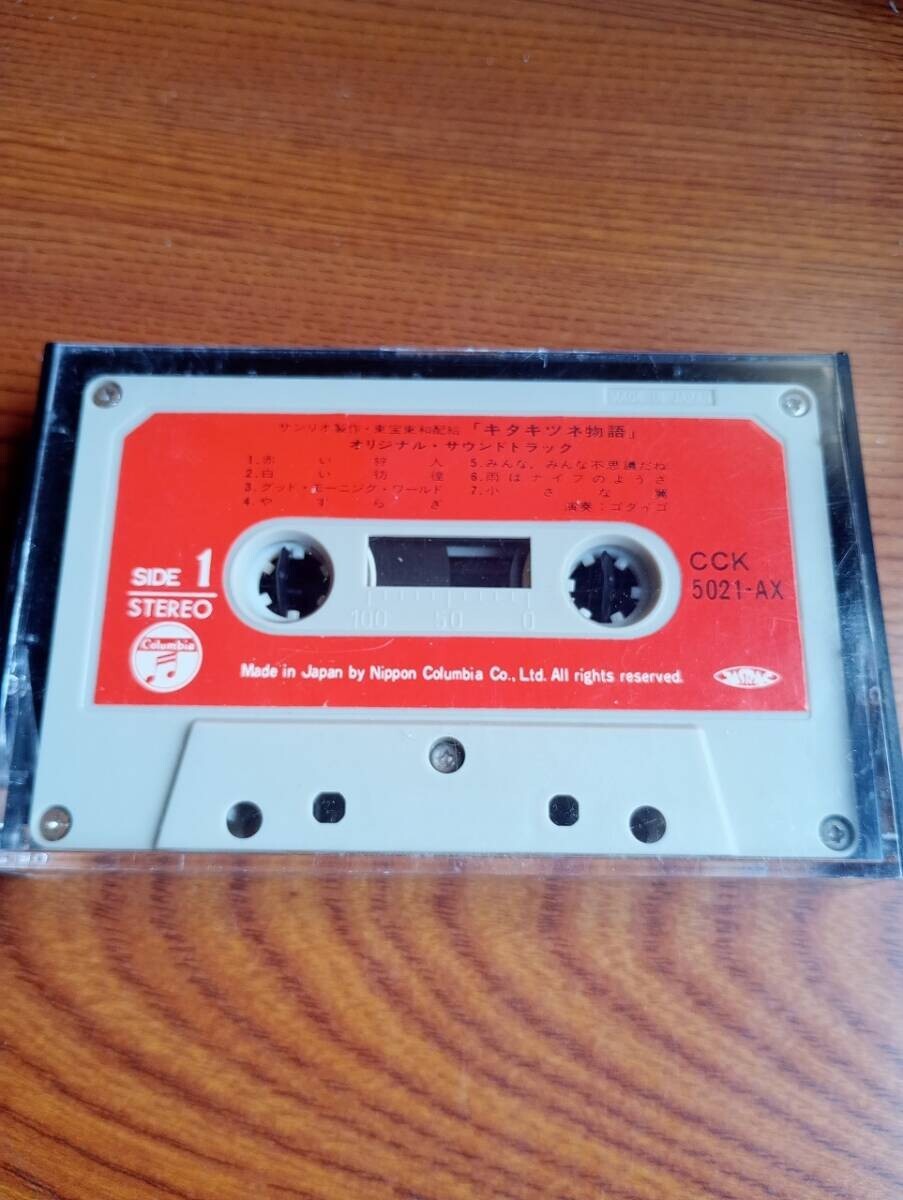 MADE IN JAPAN
サンリオ製作・東宝東和配給「キタキツネ物語」
オリジナル・サウンドトラック
1.赤い狩人
2.白い彷徨
3.グッド・モーニング・ワールド
4.やすらぎ
5.みんな、みんな不思議だね
6.雨はナイフのようさ
7.小さな翼
演奏:ゴダイゴ
SIDE 1
STEREO
Columbia
100 50 0
CCK
5021-AX
Made in Japan by Nippon Columbia Co., Ltd. All rights reserved.
JASRAC